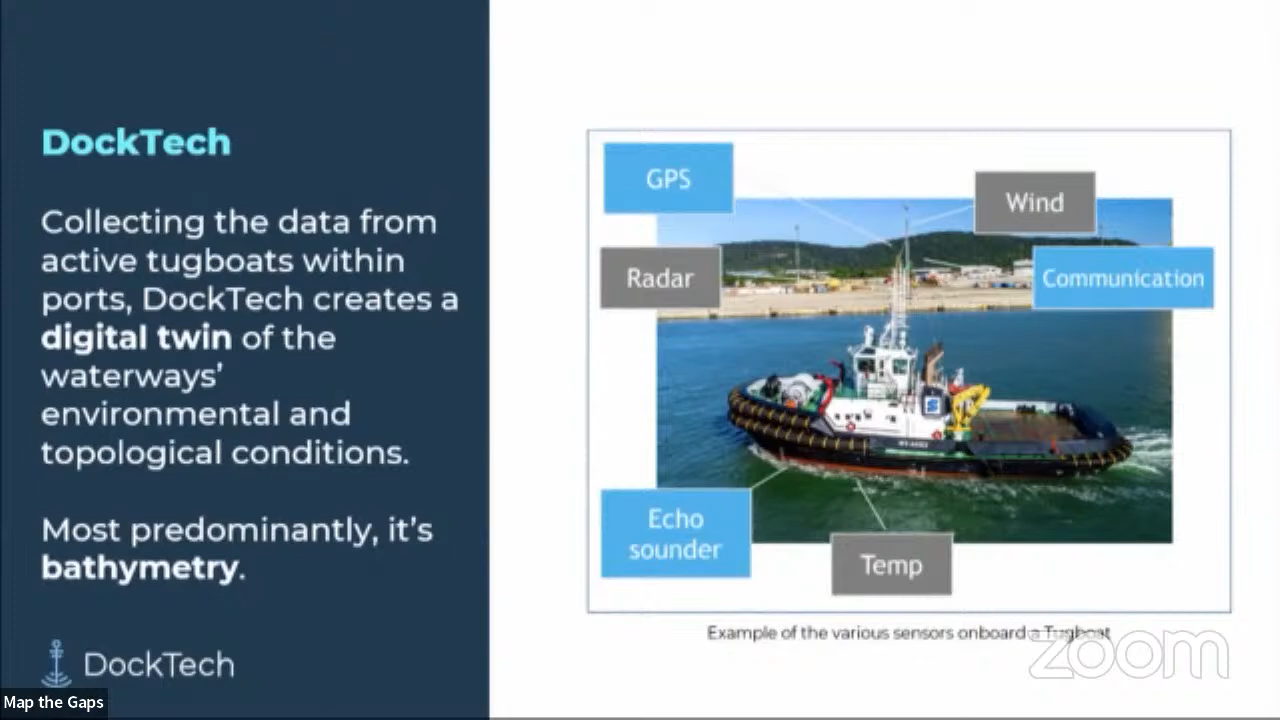 DockTech
Collecting the data from
active tugboats within
ports, DockTech creates a
digital twin of the
waterways’
environmental and
topological conditions.
Most predominantly, it’s
bathymetry.
DockTech
Map the Gaps
GPS
Wind
Radar
Communication
Echo
sounder
Temp
Example of the various sensors onboard a Tugboat
zoom